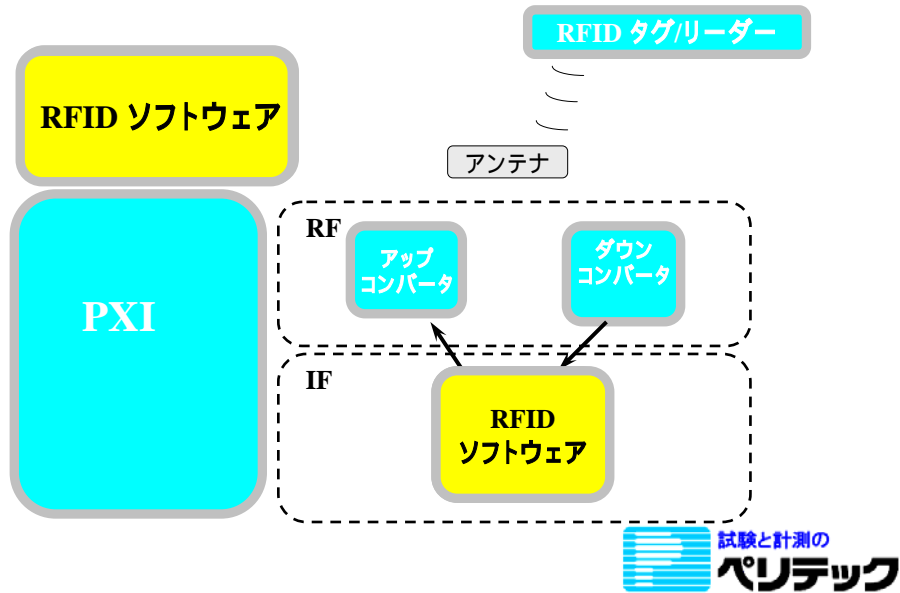 RFID タグ/リーダー
RFID ソフトウェア
アンテナ
RF
アップ
コンバータ
ダウン
コンバータ
PXI
IF
RFID
ソフトウェア
試験と計測の
ペリテック